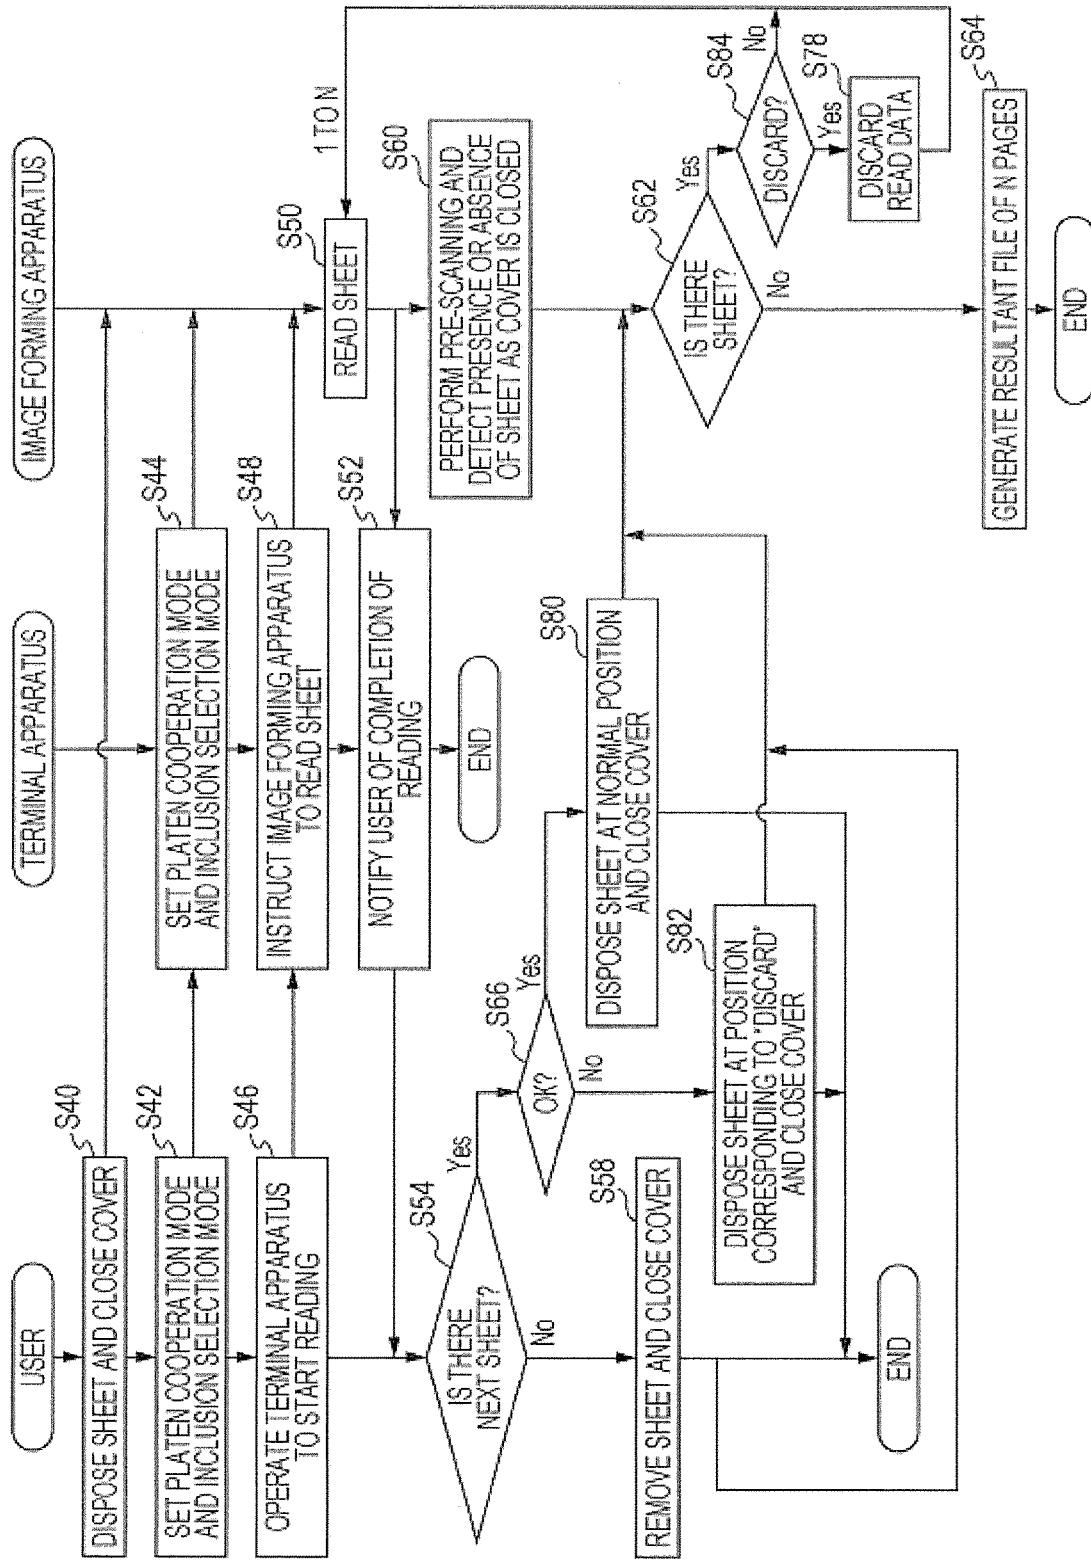 USER
DISPOSE SHEET AND CLOSE COVER
S40
SET PLATEN COOPERATION MODE
AND INCLUSION SELECTION MODE
S42
OPERATE TERMINAL APPARATUS
TO START READING
S46
IS THERE
NEXT SHEET?
S54
Yes
No
REMOVE SHEET AND CLOSE COVER
S58
OK?
S66
Yes
No
DISPOSE SHEET AT NORMAL POSITION
AND CLOSE COVER
S80
DISPOSE SHEET AT POSITION
CORRESPONDING TO "DISCARD"
AND CLOSE COVER
S82
END
TERMINAL APPARATUS
SET PLATEN COOPERATION MODE
AND INCLUSION SELECTION MODE
S44
INSTRUCT IMAGE FORMING APPARATUS
TO READ SHEET
S48
NOTIFY USER OF COMPLETION OF
READING
S52
END
IMAGE FORMING APPARATUS
READ SHEET
S50
1 TO N
PERFORM PRE-SCANNING AND
DETECT PRESENCE OR ABSENCE
OF SHEET AS COVER IS CLOSED
S60
IS THERE
SHEET?
S62
Yes
No
DISCARD?
S84
No
Yes
DISCARD
READ DATA
S78
GENERATE RESULTANT FILE OF N PAGES
S64
END